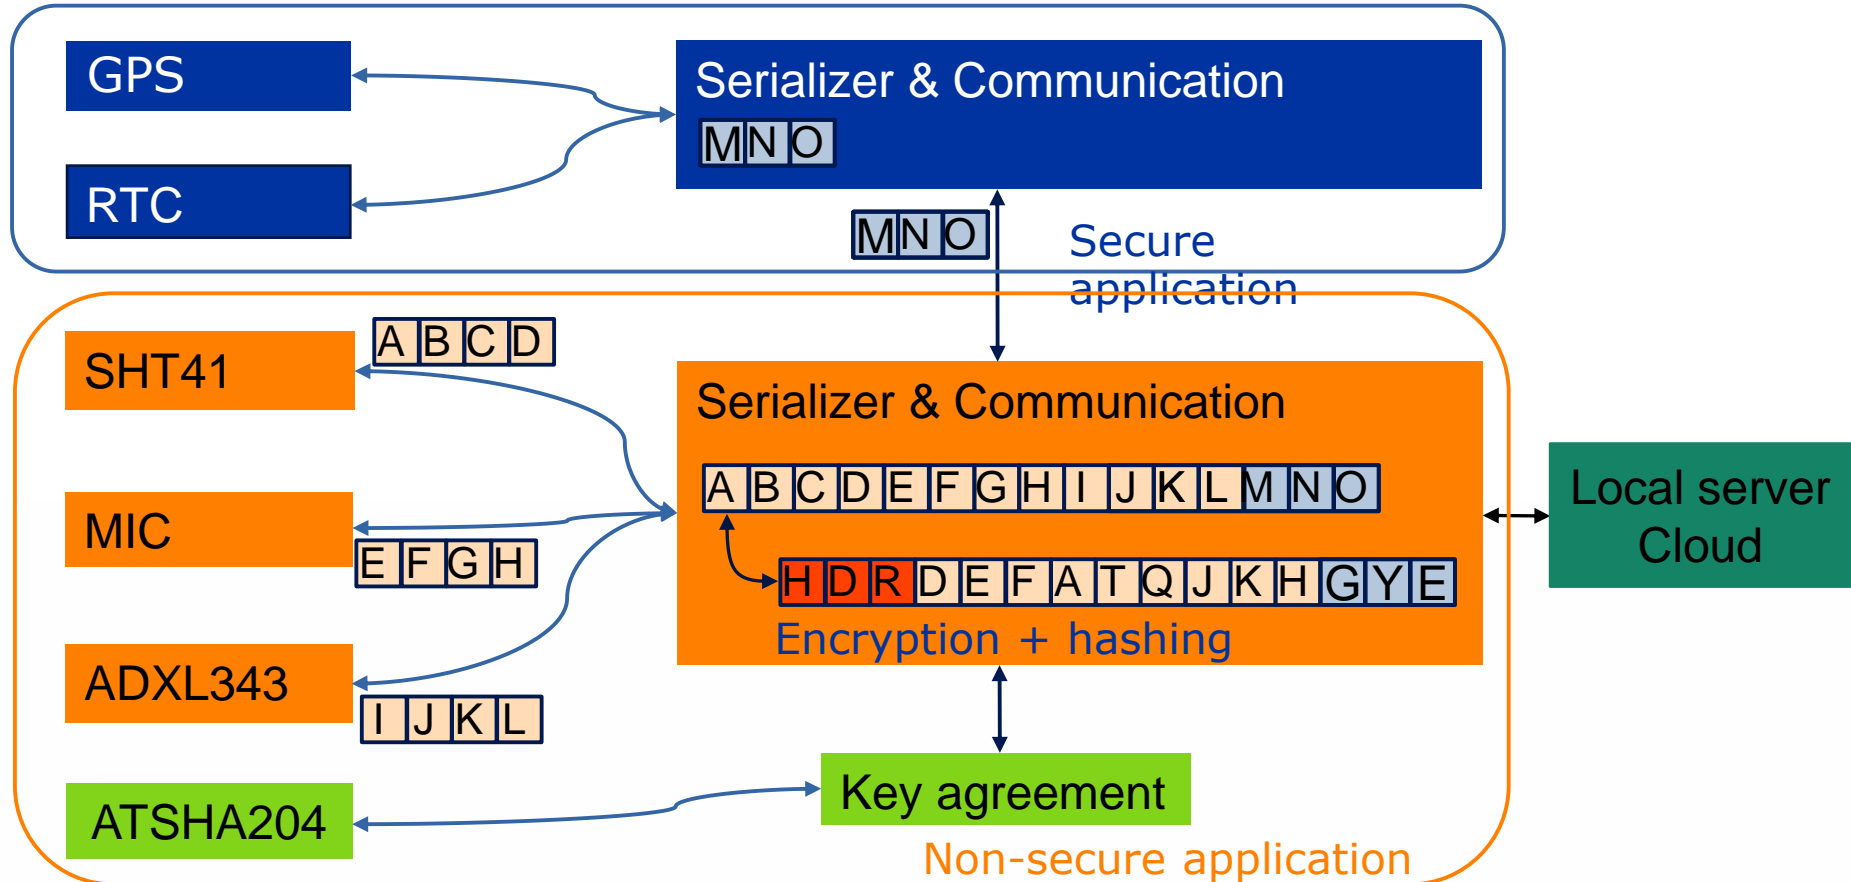 GPS
Serializer & Communication
MNO
RTC
MNO
Secure
application
SHT41
ABCD
Serializer & Communication
ABCDEFGHIJKLMNO
MIC
EFGH
HDRDEFATQJKHGYE
Encryption + hashing
Local server
Cloud
ADXL343
IJKL
Key agreement
ATSHA204
Non-secure application